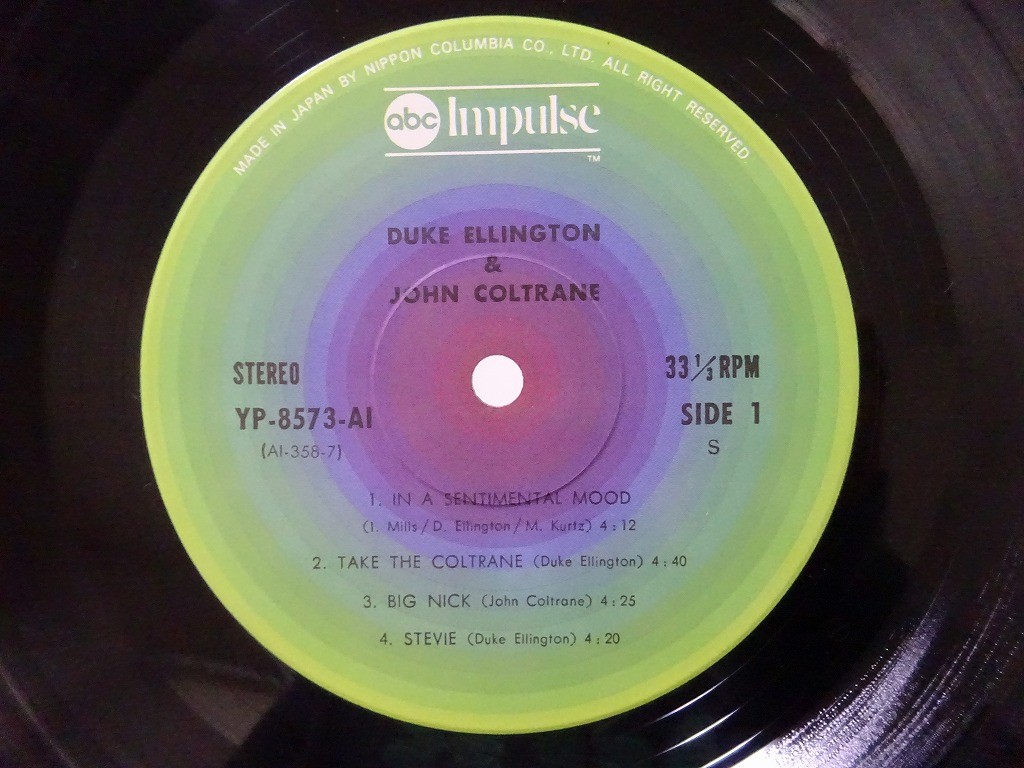 MADE IN JAPAN BY NIPPON COLUMBIA CO., LTD. ALL RIGHT RESERVED
abc Impulse
TM
DUKE ELLINGTON
&
JOHN COLTRANE
STEREO 33 1/3 RPM
YP-8573-AI SIDE 1
(AI-358-7) S
1. IN A SENTIMENTAL MOOD
(I. Mills/D. Ellington/M. Kurtz) 4:12
2. TAKE THE COLTRANE (Duke Ellington) 4:40
3. BIG NICK (John Coltrane) 4:25
4. STEVIE (Duke Ellington) 4:20